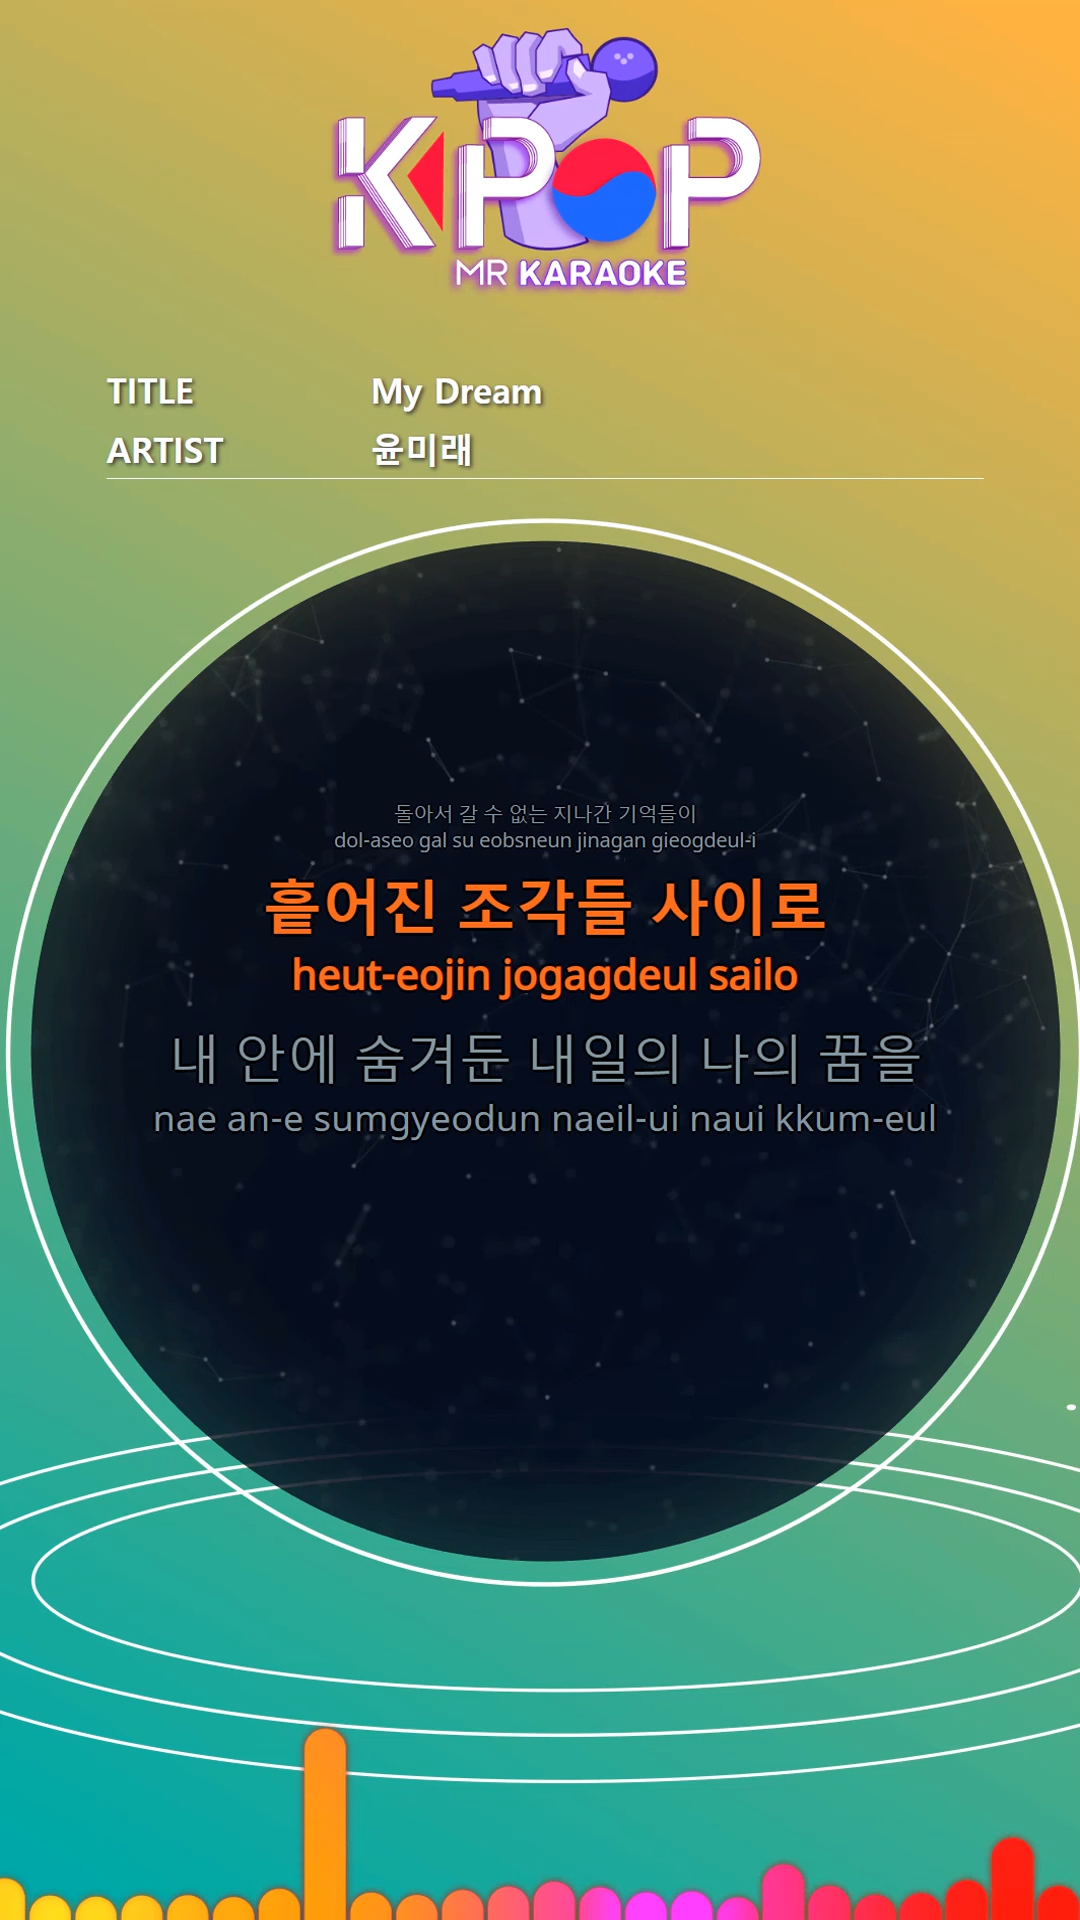 KPOP
MR KARAOKE
TITLE My Dream
ARTIST 윤미래
돌아서 갈 수 없는 지나간 기억들이
dol-aseo gal su eobsneun jinagan gieogdeul-i
흩어진 조각들 사이로
heut-eojin jogagdeul sailo
내 안에 숨겨둔 내일의 나의 꿈을
nae an-e sumgyeodun naeil-ui naui kkum-eul